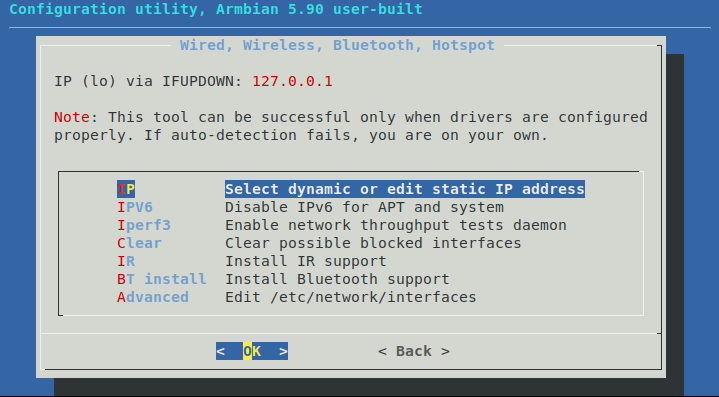 Configuration utility, Armbian 5.90 user-built
Wired, Wireless, Bluetooth, Hotspot
IP (lo) via IFUPDOWN: 127.0.0.1
Note: This tool can be successful only when drivers are configured
properly. If auto-detection fails, you are on your own.
IP Select dynamic or edit static IP address
IPV6 Disable IPv6 for APT and system
Iperf3 Enable network throughput tests daemon
Clear Clear possible blocked interfaces
IR Install IR support
BT install Install Bluetooth support
Advanced Edit /etc/network/interfaces
< OK > < Back >